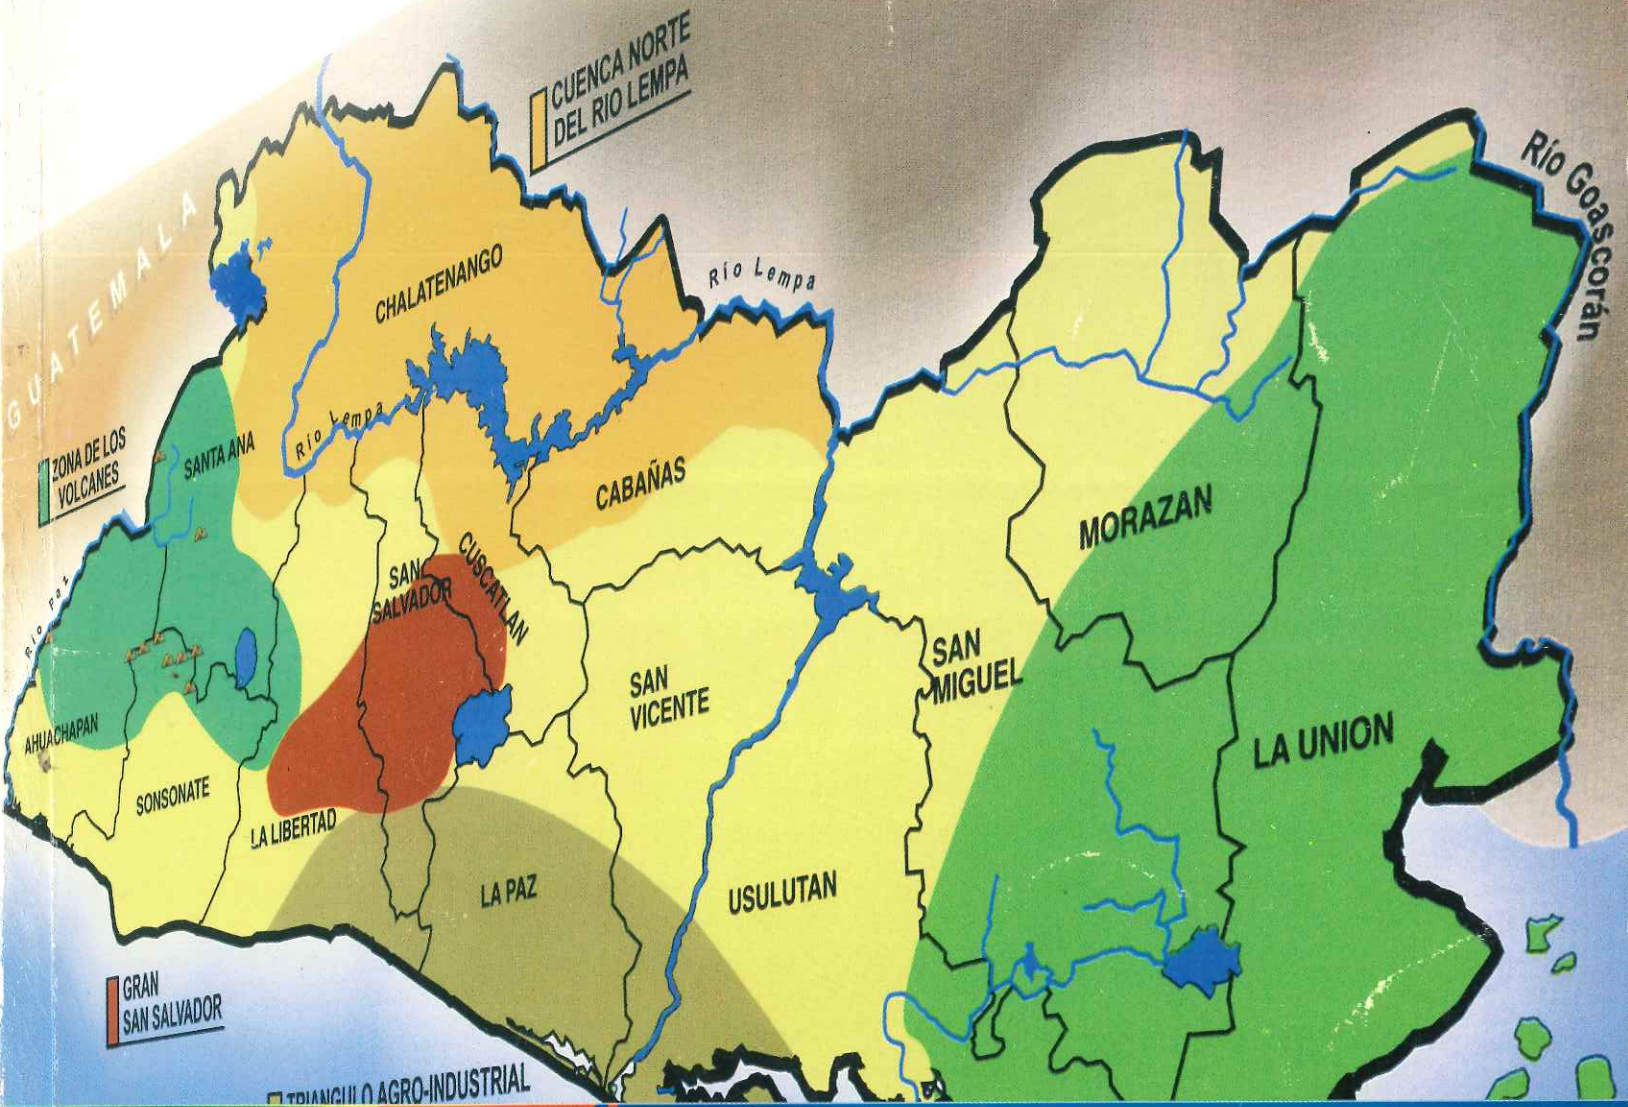 CUENCA NORTE
DEL RIO LEMPA
Río Goascorán
GUATEMALA
CHALATENANGO
Río Lempa
ZONA DE LOS
VOLCANES
SANTA ANA
Río Lempa
CABAÑAS
MORAZAN
CUSCATLAN
SAN
SALVADOR
Río Paz
SAN
MIGUEL
SAN
VICENTE
AHUACHAPAN
LA UNION
SONSONATE
LA LIBERTAD
LA PAZ
USULUTAN
GRAN
SAN SALVADOR
TRIANGULO AGRO-INDUSTRIAL